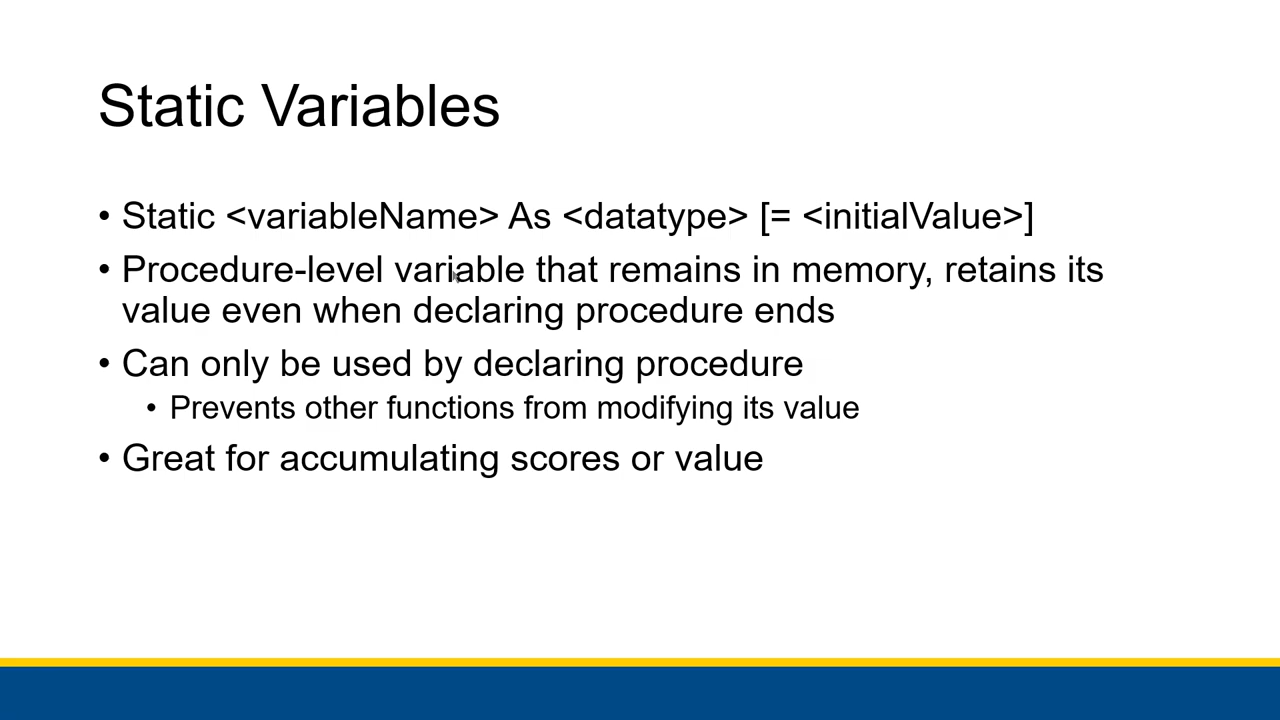 Static Variables
• Static <variableName> As <datatype> [= <initialValue>]
• Procedure-level variable that remains in memory, retains its
value even when declaring procedure ends
• Can only be used by declaring procedure
• Prevents other functions from modifying its value
• Great for accumulating scores or value